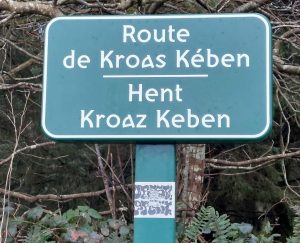 Route
de Kroas Kében
Hent
Kroaz Keben